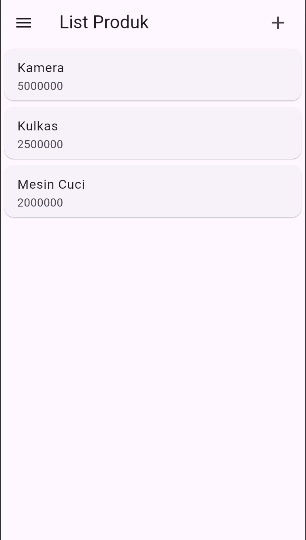 List Produk
Kamera
5000000
Kulkas
2500000
Mesin Cuci
2000000